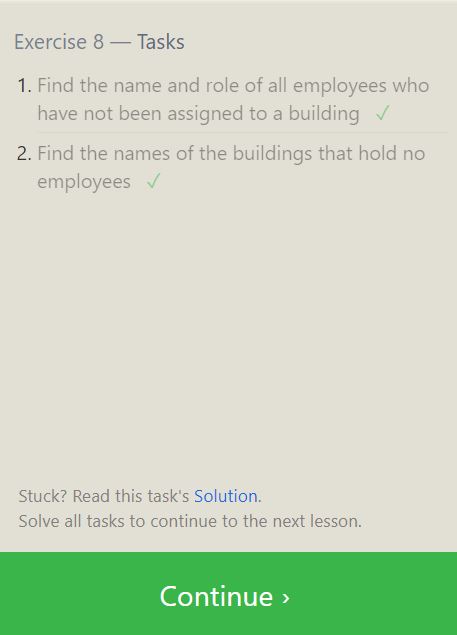 Exercise 8 — Tasks
1. Find the name and role of all employees who
have not been assigned to a building ✓
2. Find the names of the buildings that hold no
employees ✓
Stuck? Read this task's Solution.
Solve all tasks to continue to the next lesson.
Continue ›